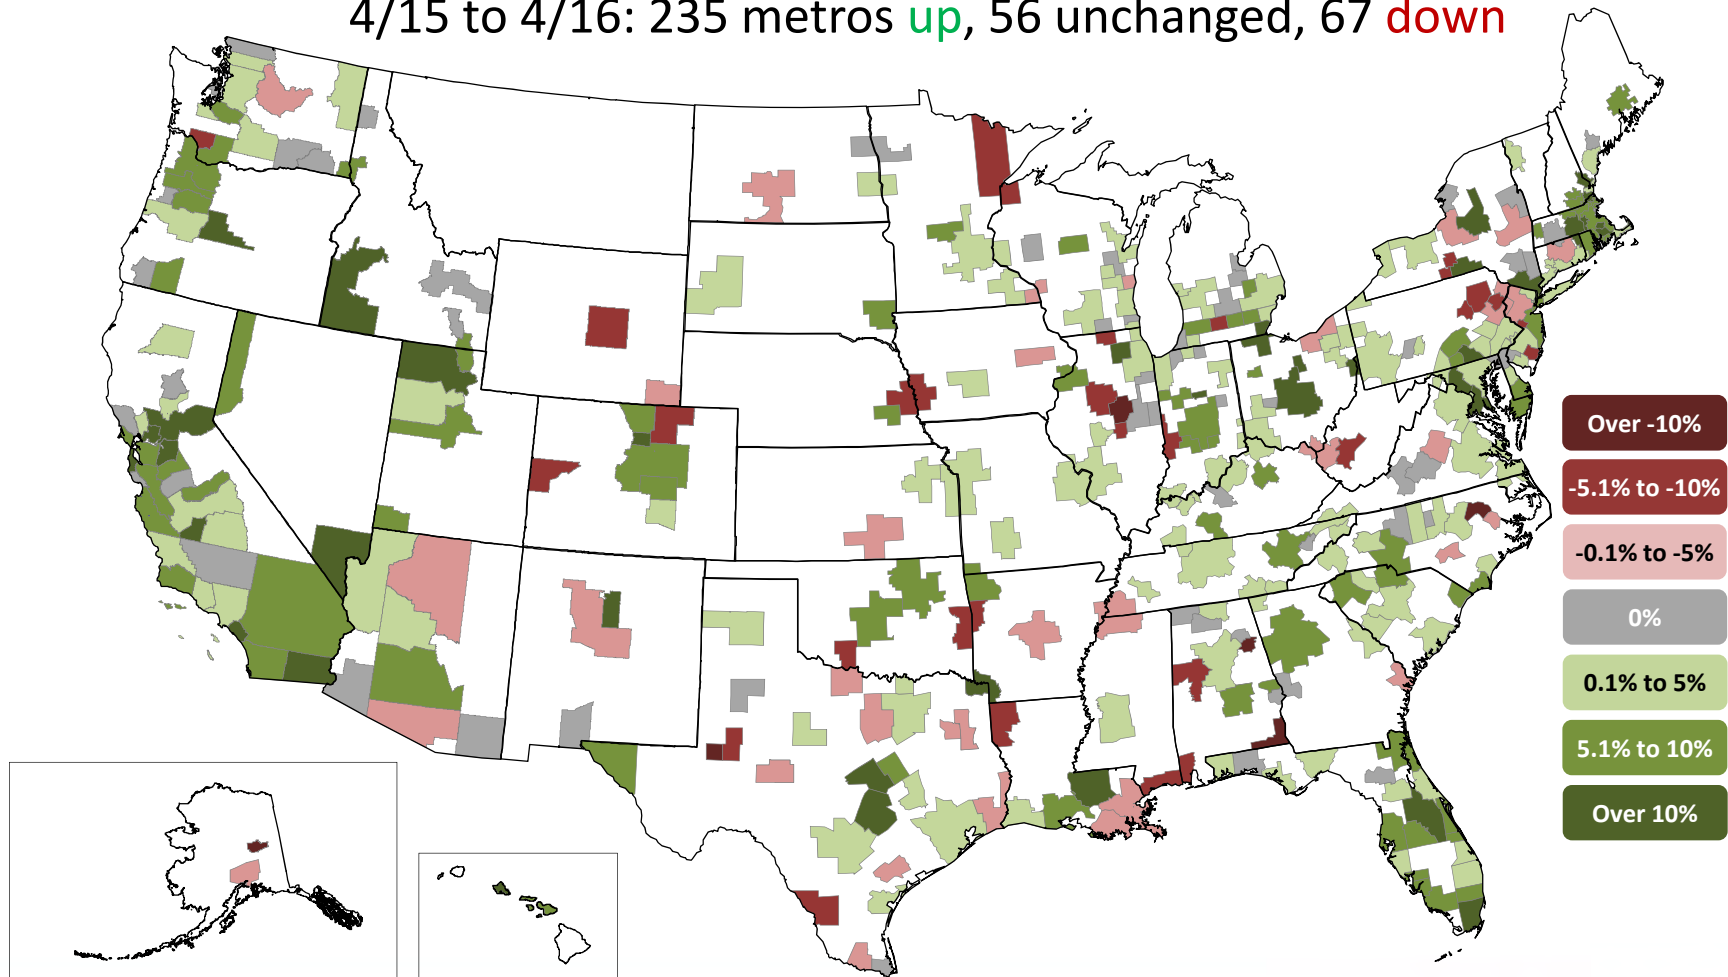 4/15 to 4/16: 235 metros up, 56 unchanged, 67 down
Over -10%
-5.1% to -10%
-0.1% to -5%
0%
0.1% to 5%
5.1% to 10%
Over 10%